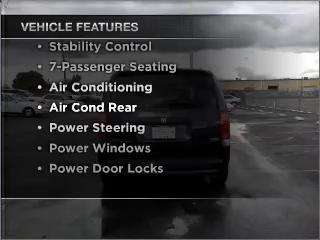 VEHICLE FEATURES
• Stability Control
• 7-Passenger Seating
• Air Conditioning
• Air Cond Rear
• Power Steering
• Power Windows
• Power Door Locks